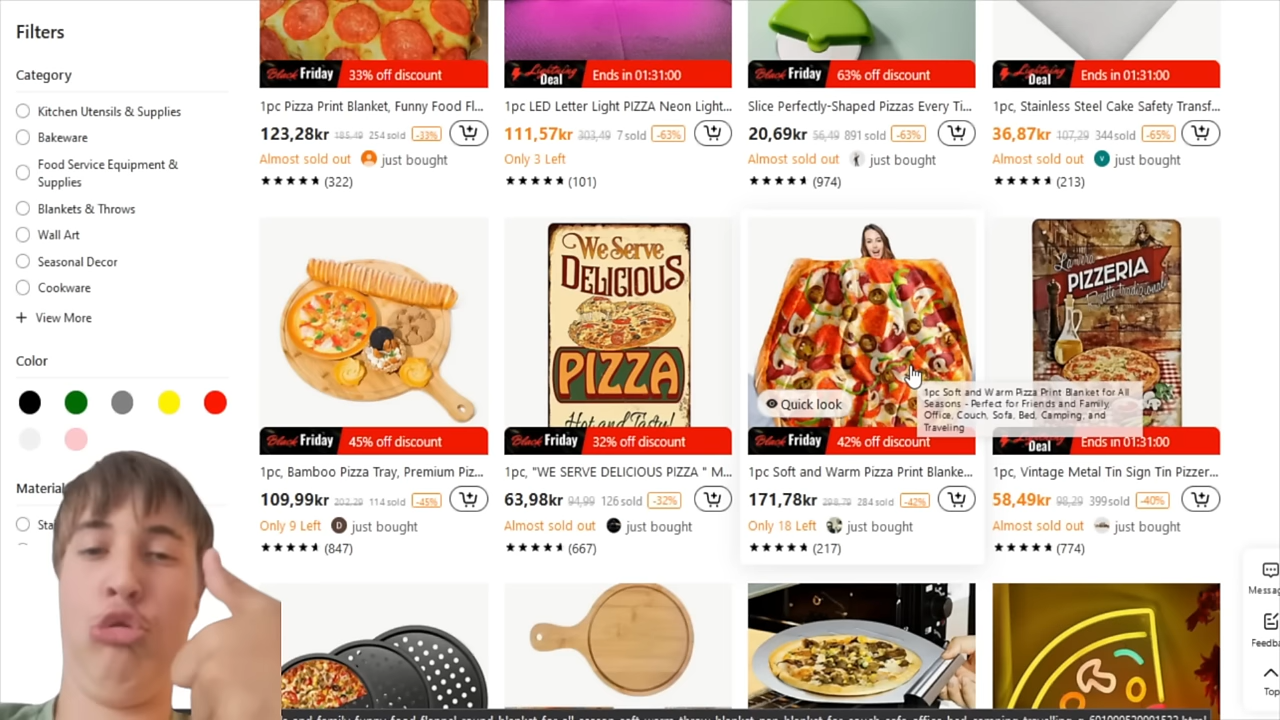 Filters
Category
Kitchen Utensils & Supplies
Bakeware
Food Service Equipment &
Supplies
Blankets & Throws
Wall Art
Seasonal Decor
Cookware
+ View More
Color
Material
Black Friday 33% off discount
1pc Pizza Print Blanket, Funny Food Fl...
123,28kr 185,49 254 sold -33%
Almost sold out just bought
(322)
Lightning Deal Ends in 01:31:00
1pc LED Letter Light PIZZA Neon Light...
111,57kr 303,49 7 sold -63%
Only 3 Left
(101)
Black Friday 63% off discount
Slice Perfectly-Shaped Pizzas Every Ti...
20,69kr 56,49 891 sold -63%
Almost sold out just bought
(974)
Lightning Deal Ends in 01:31:00
1pc, Stainless Steel Cake Safety Transf...
36,87kr 107,29 344 sold -65%
Almost sold out V just bought
(213)
Black Friday 45% off discount
1pc, Bamboo Pizza Tray, Premium Piz...
109,99kr 202,29 114 sold -45%
Only 9 Left D just bought
(847)
We Serve
DELICIOUS
PIZZA
Hot and Tasty!
Black Friday 32% off discount
1pc, "WE SERVE DELICIOUS PIZZA " M...
63,98kr 94,99 126 sold -32%
Almost sold out just bought
(667)
Quick look
1pc Soft and Warm Pizza Print Blanket for All
Seasons - Perfect for Friends and Family,
Office, Couch, Sofa, Bed, Camping, and
Traveling
Black Friday 42% off discount
1pc Soft and Warm Pizza Print Blanke...
171,78kr 298,79 284 sold -42%
Only 18 Left just bought
(217)
PIZZERIA
Deal Ends in 01:31:00
1pc, Vintage Metal Tin Sign Tin Pizzer...
58,49kr 98,29 399 sold -40%
Almost sold out just bought
(774)
Messag
Feedba
Top